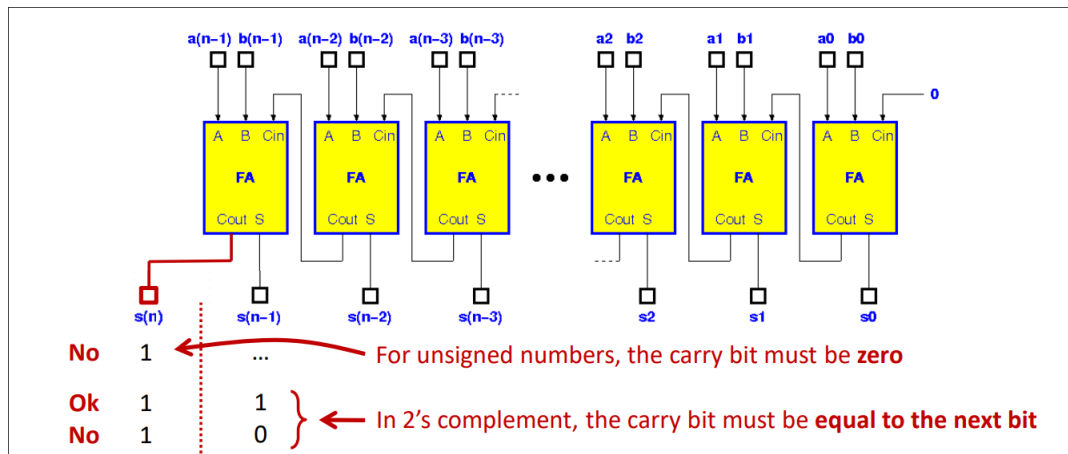 a(n-1) b(n-1) a(n-2) b(n-2) a(n-3) b(n-3) a2 b2 a1 b1 a0 b0
0
A B Cin A B Cin A B Cin A B Cin A B Cin A B Cin
FA FA FA ••• FA FA FA
Cout S Cout S Cout S Cout S Cout S Cout S
s(n) s(n-1) s(n-2) s(n-3) s2 s1 s0
No 1 ... For unsigned numbers, the carry bit must be zero
Ok 1 1
In 2's complement, the carry bit must be equal to the next bit
No 1 0